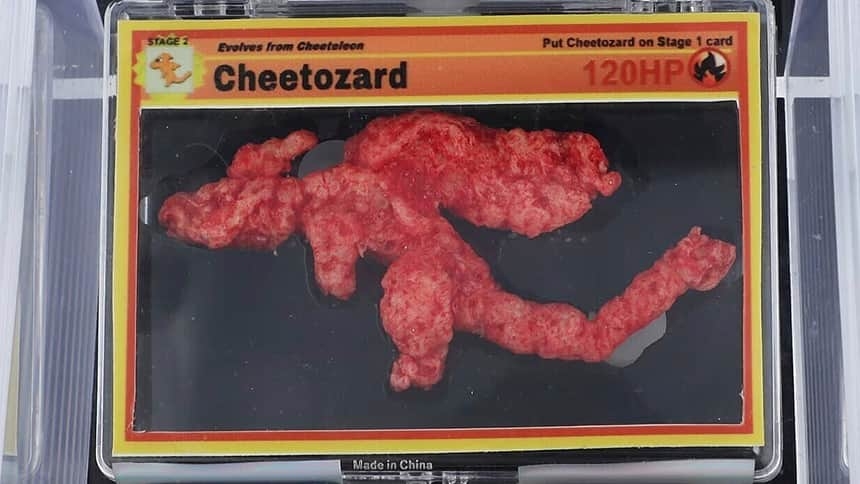 STAGE 2
Evolves from Cheeteleon
Put Cheetozard on Stage 1 card
Cheetozard
120HP
Made in China